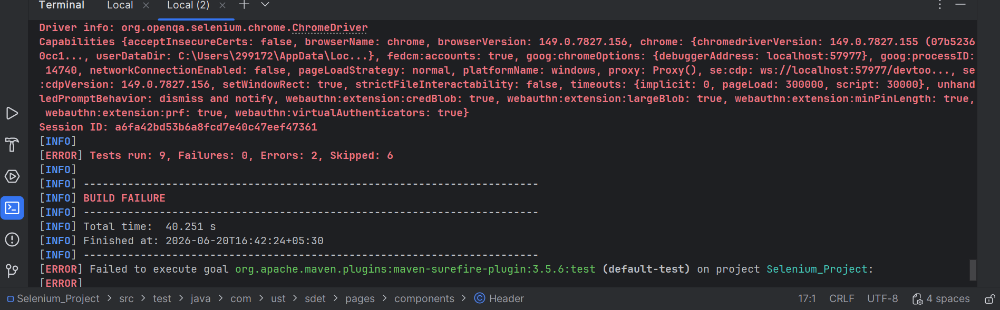 Terminal Local Local (2)
Driver info: org.openqa.selenium.chrome.ChromeDriver
Capabilities {acceptInsecureCerts: false, browserName: chrome, browserVersion: 149.0.7827.156, chrome: {chromedriverVersion: 149.0.7827.155 (07b5236
0cc1..., userDataDir: C:\Users\299172\AppData\Loc...}, fedcm:accounts: true, goog:chromeOptions: {debuggerAddress: localhost:57977}, goog:processID:
14740, networkConnectionEnabled: false, pageLoadStrategy: normal, platformName: windows, proxy: Proxy(), se:cdp: ws://localhost:57977/devtoo..., se
:cdpVersion: 149.0.7827.156, setWindowRect: true, strictFileInteractability: false, timeouts: {implicit: 0, pageLoad: 300000, script: 30000}, unhan
ledPromptBehavior: dismiss and notify, webauthn:extension:credBlob: true, webauthn:extension:largeBlob: true, webauthn:extension:minPinLength: true,
webauthn:extension:prf: true, webauthn:virtualAuthenticators: true}
Session ID: a6fa42bd53b6a8fcd7e40c47eef47361
[INFO]
[ERROR] Tests run: 9, Failures: 0, Errors: 2, Skipped: 6
[INFO]
[INFO] ------------------------------------------------------------------------
[INFO] BUILD FAILURE
[INFO] ------------------------------------------------------------------------
[INFO] Total time:  40.251 s
[INFO] Finished at: 2026-06-20T16:42:24+05:30
[INFO] ------------------------------------------------------------------------
[ERROR] Failed to execute goal org.apache.maven.plugins:maven-surefire-plugin:3.5.6:test (default-test) on project Selenium_Project:
[ERROR]
Selenium_Project > src > test > java > com > ust > sdet > pages > components > Header 17:1 CRLF UTF-8 4 spaces